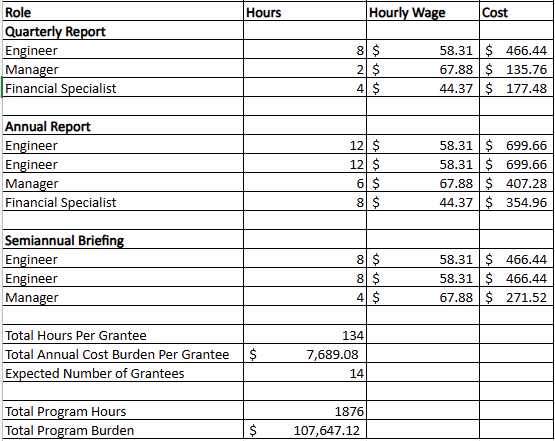 Role Hours Hourly Wage Cost
Quarterly Report
Engineer 8 $ 58.31 $ 466.44
Manager 2 $ 67.88 $ 135.76
Financial Specialist 4 $ 44.37 $ 177.48
Annual Report
Engineer 12 $ 58.31 $ 699.66
Engineer 12 $ 58.31 $ 699.66
Manager 6 $ 67.88 $ 407.28
Financial Specialist 8 $ 44.37 $ 354.96
Semiannual Briefing
Engineer 8 $ 58.31 $ 466.44
Engineer 8 $ 58.31 $ 466.44
Manager 4 $ 67.88 $ 271.52
Total Hours Per Grantee 134
Total Annual Cost Burden Per Grantee $ 7,689.08
Expected Number of Grantees 14
Total Program Hours 1876
Total Program Burden $ 107,647.12